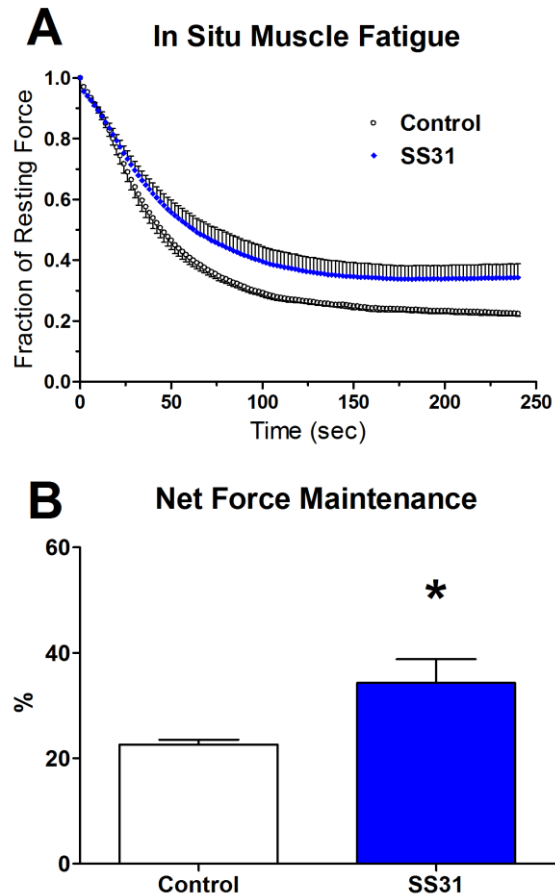 A In Situ Muscle Fatigue
Fraction of Resting Force
1.0
0.8
0.6
0.4
0.2
0.0
Control
SS31
0 50 100 150 200 250
Time (sec)
B Net Force Maintenance
%
60
40
20
0
*
Control SS31